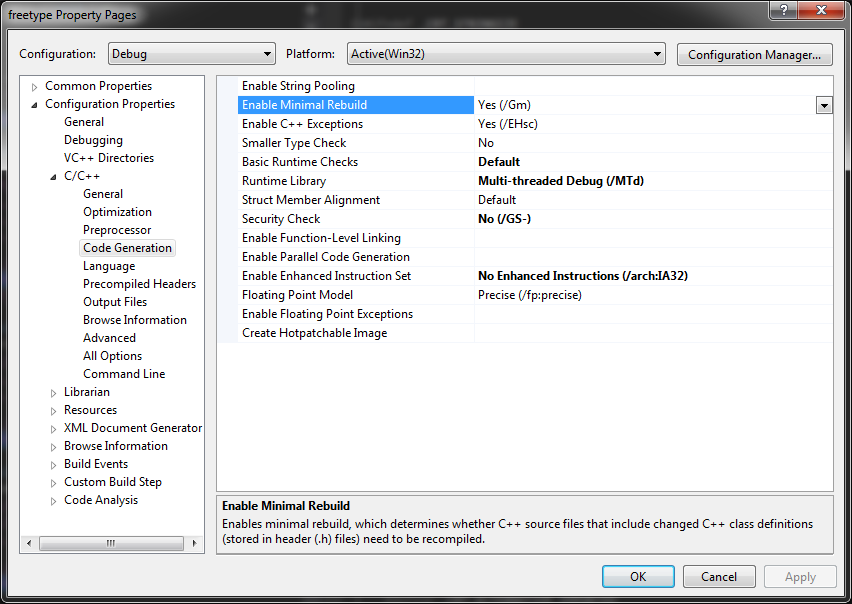 freetype Property Pages
Configuration: Debug Platform: Active(Win32) Configuration Manager...
Common Properties
Configuration Properties
General
Debugging
VC++ Directories
C/C++
General
Optimization
Preprocessor
Code Generation
Language
Precompiled Headers
Output Files
Browse Information
Advanced
All Options
Command Line
Librarian
Resources
XML Document Generator
Browse Information
Build Events
Custom Build Step
Code Analysis
Enable String Pooling
Enable Minimal Rebuild Yes (/Gm)
Enable C++ Exceptions Yes (/EHsc)
Smaller Type Check No
Basic Runtime Checks Default
Runtime Library Multi-threaded Debug (/MTd)
Struct Member Alignment Default
Security Check No (/GS-)
Enable Function-Level Linking
Enable Parallel Code Generation
Enable Enhanced Instruction Set No Enhanced Instructions (/arch:IA32)
Floating Point Model Precise (/fp:precise)
Enable Floating Point Exceptions
Create Hotpatchable Image
Enable Minimal Rebuild
Enables minimal rebuild, which determines whether C++ source files that include changed C++ class definitions
(stored in header (.h) files) need to be recompiled.
OK Cancel Apply